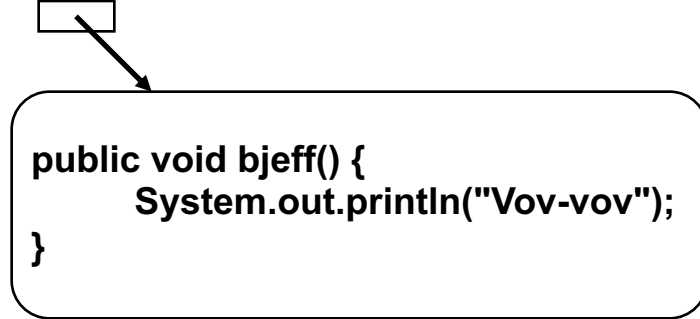 public void bjeff() {
System.out.println("Vov-vov");
}